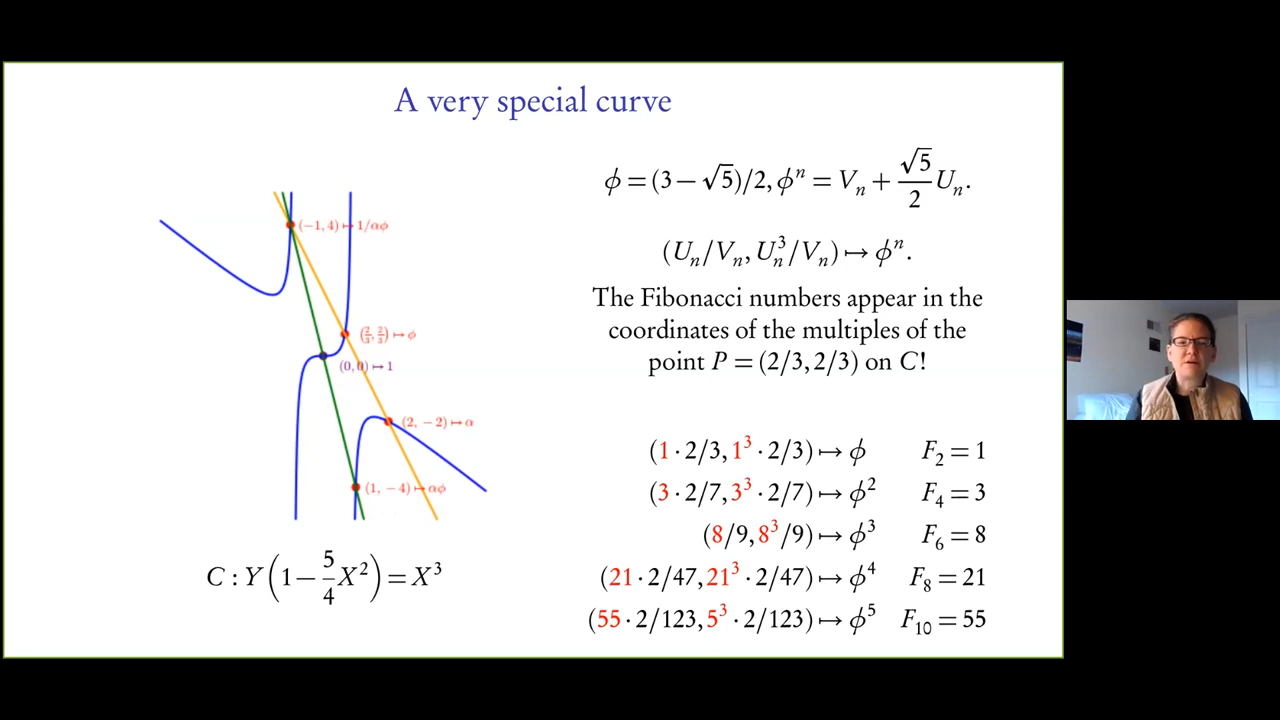 A very special curve
ϕ = (3 − √5)/2, ϕⁿ = Vₙ + (√5/2) Uₙ.
(Uₙ/Vₙ, Uₙ³/Vₙ) ↦ ϕⁿ.
The Fibonacci numbers appear in the
coordinates of the multiples of the
point P = (2/3, 2/3) on C!
(−1, 4) ↦ 1/αϕ
(2/3, 2/3) ↦ ϕ
(0, 0) ↦ 1
(2, −2) ↦ α
(1, −4) ↦ αϕ
C : Y(1 − 5/4 X²) = X³
(1 · 2/3, 1³ · 2/3) ↦ ϕ F₂ = 1
(3 · 2/7, 3³ · 2/7) ↦ ϕ² F₄ = 3
(8/9, 8³/9) ↦ ϕ³ F₆ = 8
(21 · 2/47, 21³ · 2/47) ↦ ϕ⁴ F₈ = 21
(55 · 2/123, 5³ · 2/123) ↦ ϕ⁵ F₁₀ = 55